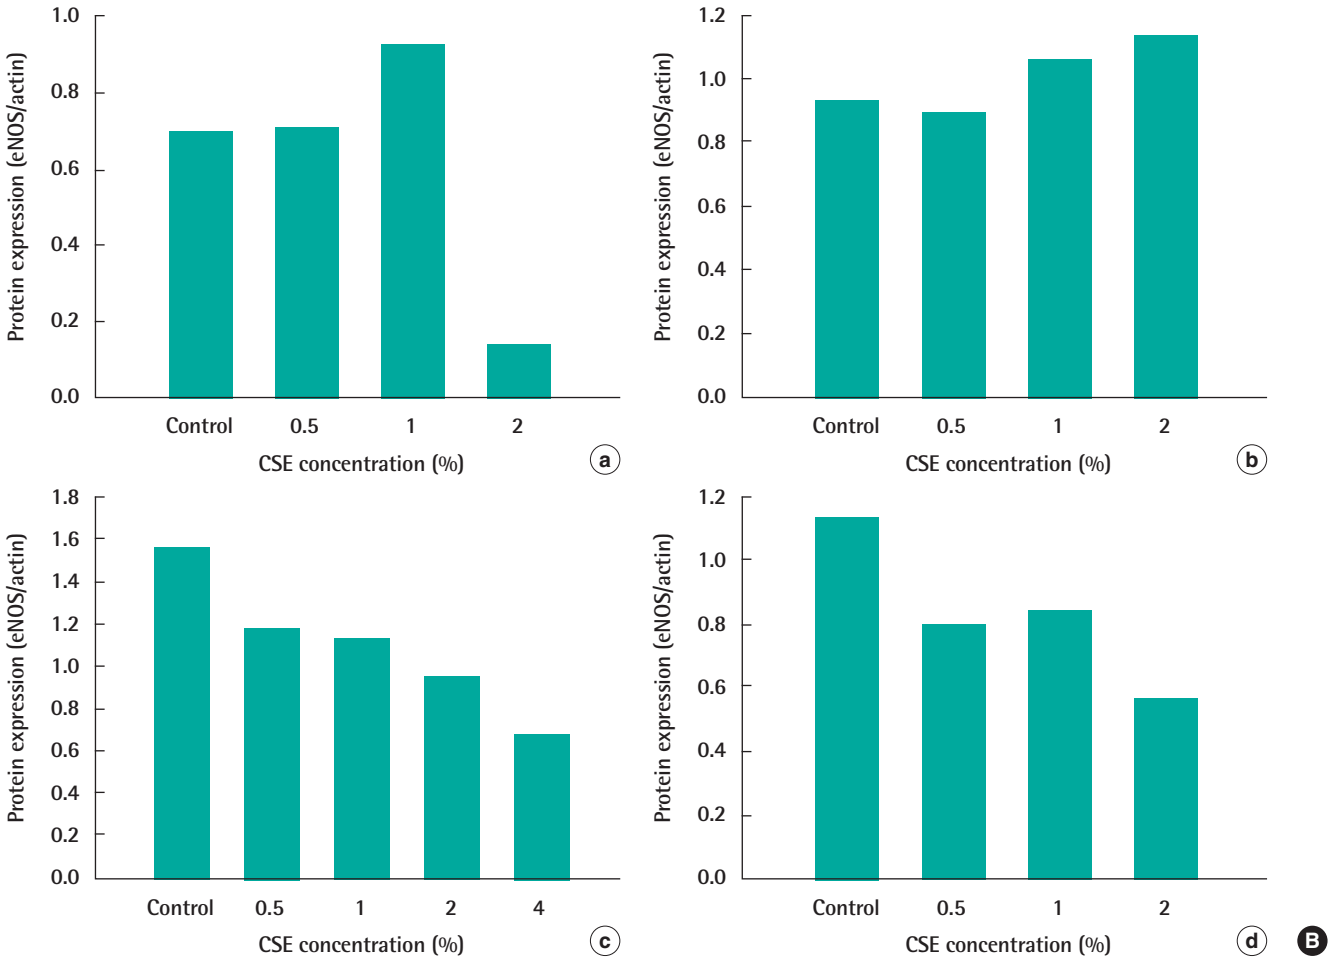 Protein expression (eNOS/actin)
1.0
0.8
0.6
0.4
0.2
0.0
Control 0.5 1 2
CSE concentration (%)
a
Protein expression (eNOS/actin)
1.2
1.0
0.8
0.6
0.4
0.2
0.0
Control 0.5 1 2
CSE concentration (%)
b
Protein expression (eNOS/actin)
1.8
1.6
1.4
1.2
1.0
0.8
0.6
0.4
0.2
0.0
Control 0.5 1 2 4
CSE concentration (%)
c
Protein expression (eNOS/actin)
1.2
1.0
0.8
0.6
0.4
0.2
0.0
Control 0.5 1 2
CSE concentration (%)
d
B